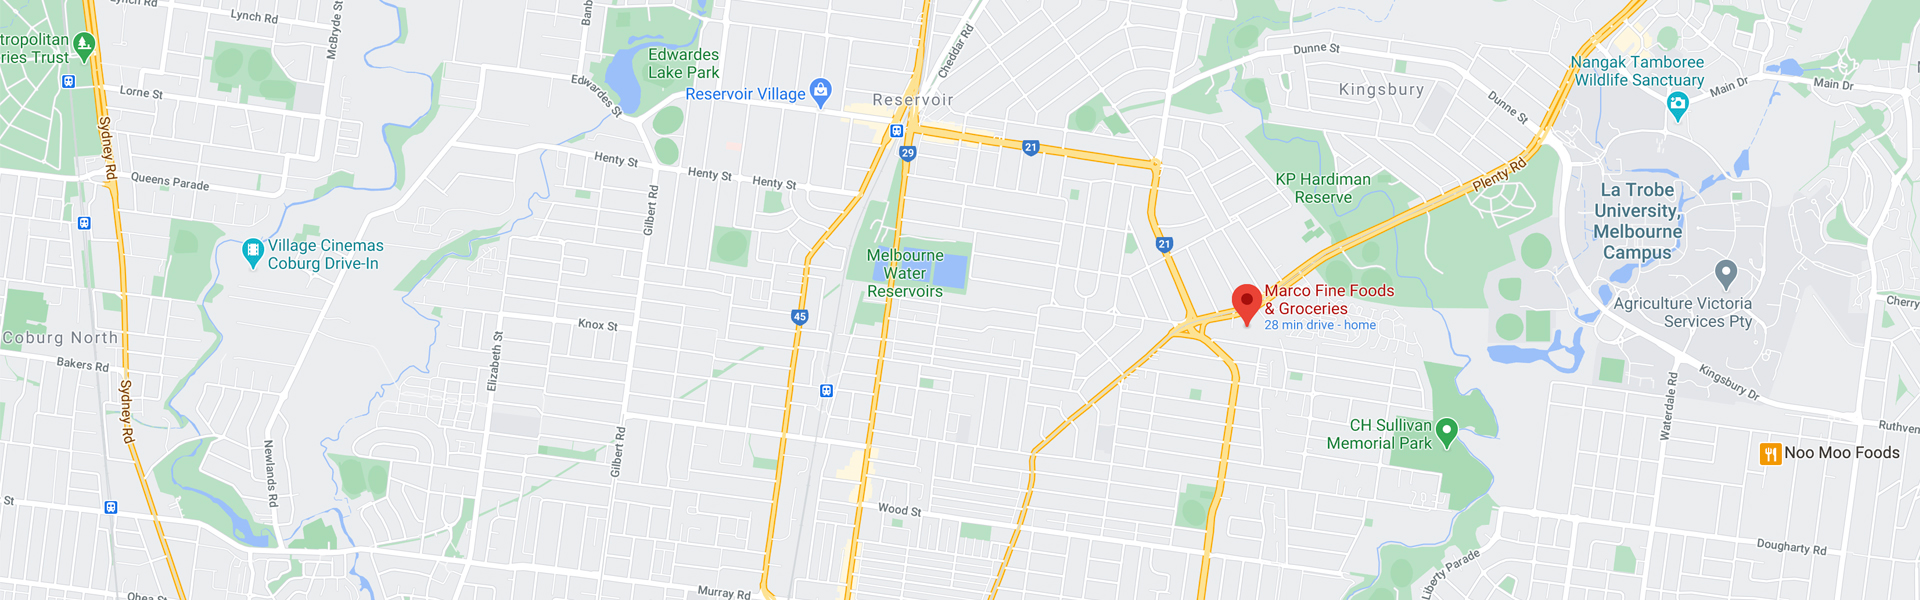 Lynch Rd
Lynch Rd
McBryde St
Banb
Cheddar Rd
Dunne St
tropolitan
ries Trust
Edwardes
Lake Park
Nangak Tamboree
Wildlife Sanctuary
Main Dr
Main Dr
Lorne St
Edwardes St
Reservoir Village
Reservoir
Kingsbury
Dunne St
Sydney Rd
29
21
Queens Parade
Henty St
Henty St
Henty St
Gilbert Rd
KP Hardiman
Reserve
Plenty Rd
La Trobe
University,
Melbourne
Campus
Village Cinemas
Coburg Drive-In
Melbourne
Water
Reservoirs
21
Marco Fine Foods
& Groceries
28 min drive - home
Agriculture Victoria
Services Pty
Cherry
45
Knox St
Coburg North
Bakers Rd
Elizabeth St
Sydney Rd
Kingsbury Dr
Waterdale Rd
Newlands Rd
Gilbert Rd
CH Sullivan
Memorial Park
Ruthven
Noo Moo Foods
St
Wood St
Dougharty Rd
Liberty Parade
Murray Rd
Ohea St